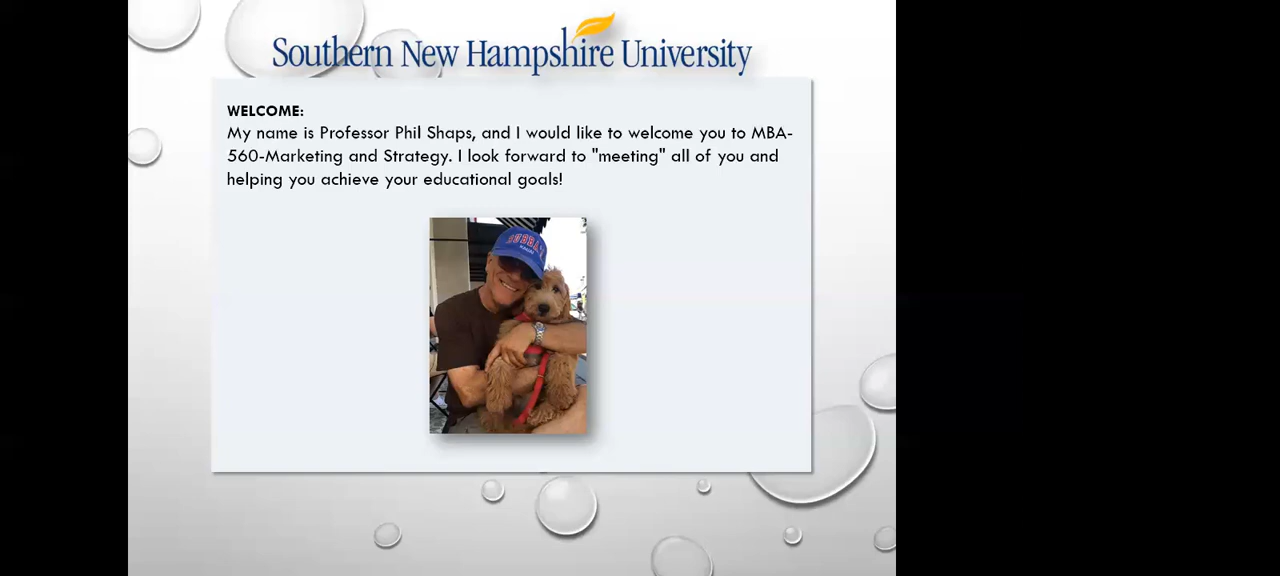 Southern New Hampshire University
WELCOME:
My name is Professor Phil Shaps, and I would like to welcome you to MBA-
560-Marketing and Strategy. I look forward to "meeting" all of you and
helping you achieve your educational goals!